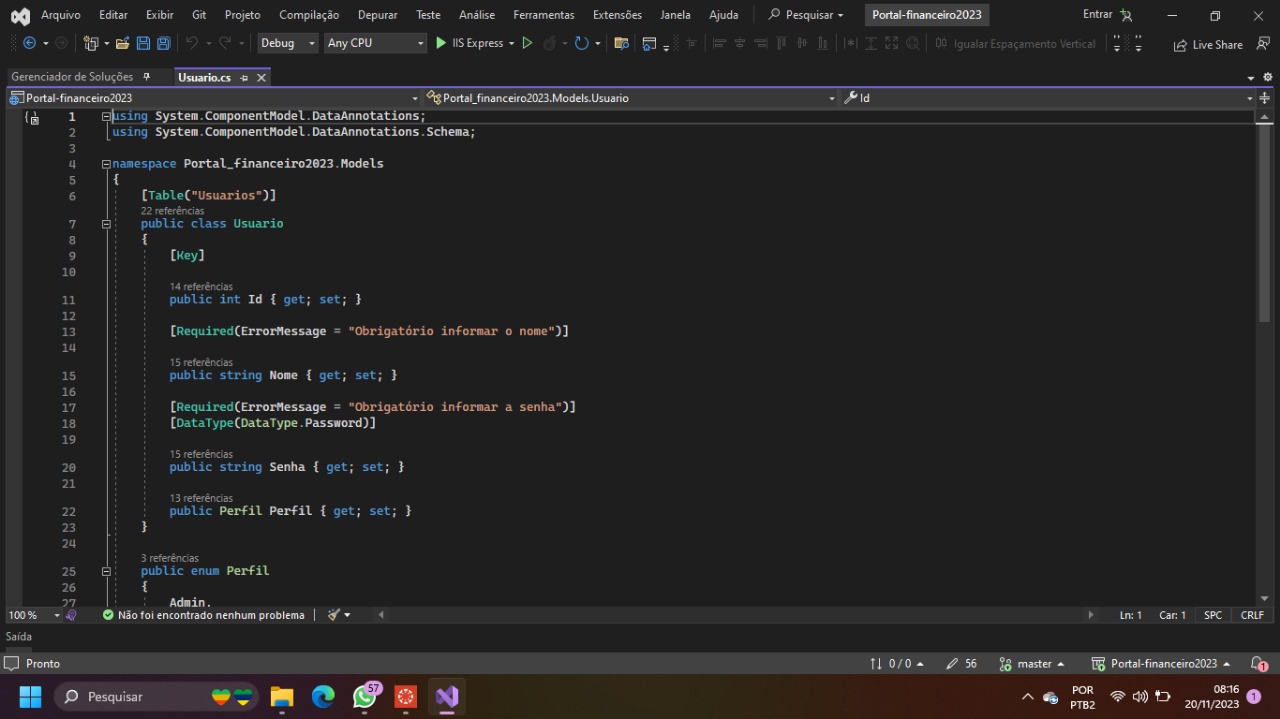 Arquivo Editar Exibir Git Projeto Compilação Depurar Teste Análise Ferramentas Extensões Janela Ajuda Pesquisar Portal-financeiro2023 Entrar
Debug Any CPU IIS Express Igualar Espaçamento Vertical Live Share
Gerenciador de Soluções Usuario.cs
Portal-financeiro2023 Portal_financeiro2023.Models.Usuario Id
1 using System.ComponentModel.DataAnnotations;
2 using System.ComponentModel.DataAnnotations.Schema;
3
4 namespace Portal_financeiro2023.Models
5 {
6 [Table("Usuarios")]
22 referências
7 public class Usuario
8 {
9 [Key]
10
14 referências
11 public int Id { get; set; }
12
13 [Required(ErrorMessage = "Obrigatório informar o nome")]
14
15 referências
15 public string Nome { get; set; }
16
17 [Required(ErrorMessage = "Obrigatório informar a senha")]
18 [DataType(DataType.Password)]
19
15 referências
20 public string Senha { get; set; }
21
13 referências
22 public Perfil Perfil { get; set; }
23 }
24
3 referências
25 public enum Perfil
26 {
27 Admin,
100 % Não foi encontrado nenhum problema Ln: 1 Car: 1 SPC CRLF
Saída
Pronto 0 / 0 56 master Portal-financeiro2023 1
Pesquisar 57 POR 08:16
PTB2 20/11/2023 1